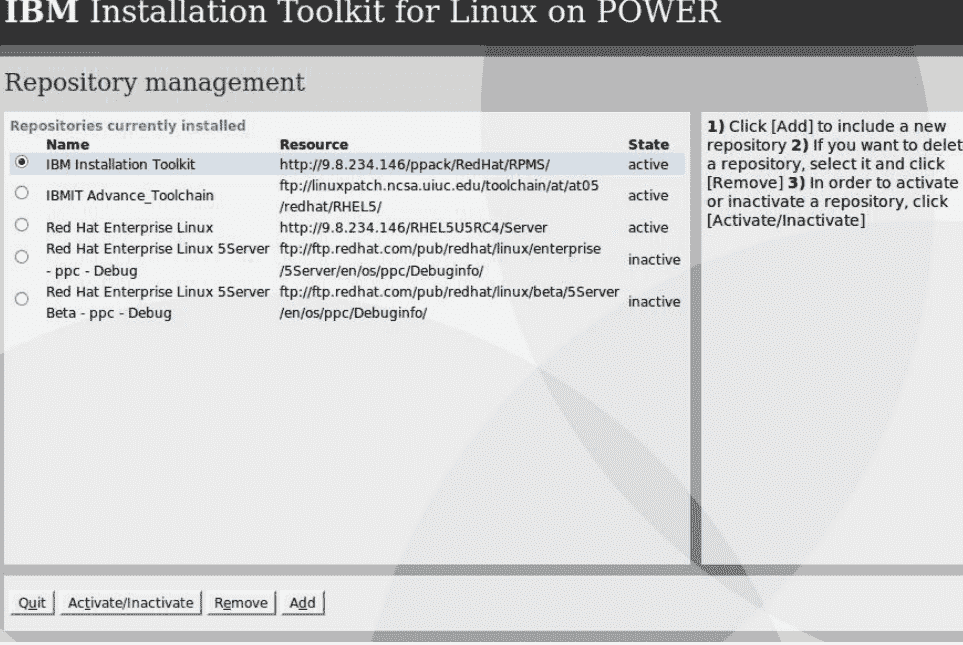 IBM Installation Toolkit for Linux on POWER
Repository management
Repositories currently installed
Name Resource State
IBM Installation Toolkit http://9.8.234.146/ppack/RedHat/RPMS/ active
IBMIT Advance_Toolchain ftp://linuxpatch.ncsa.uiuc.edu/toolchain/at/at05 active
/redhat/RHEL5/
Red Hat Enterprise Linux http://9.8.234.146/RHEL5U5RC4/Server active
Red Hat Enterprise Linux 5Server ftp://ftp.redhat.com/pub/redhat/linux/enterprise inactive
- ppc - Debug /5Server/en/os/ppc/Debuginfo/
Red Hat Enterprise Linux 5Server ftp://ftp.redhat.com/pub/redhat/linux/beta/5Server inactive
Beta - ppc - Debug /en/os/ppc/Debuginfo/
1) Click [Add] to include a new
repository 2) If you want to delet
a repository, select it and click
[Remove] 3) In order to activate
or inactivate a repository, click
[Activate/Inactivate]
Quit Activate/Inactivate Remove Add